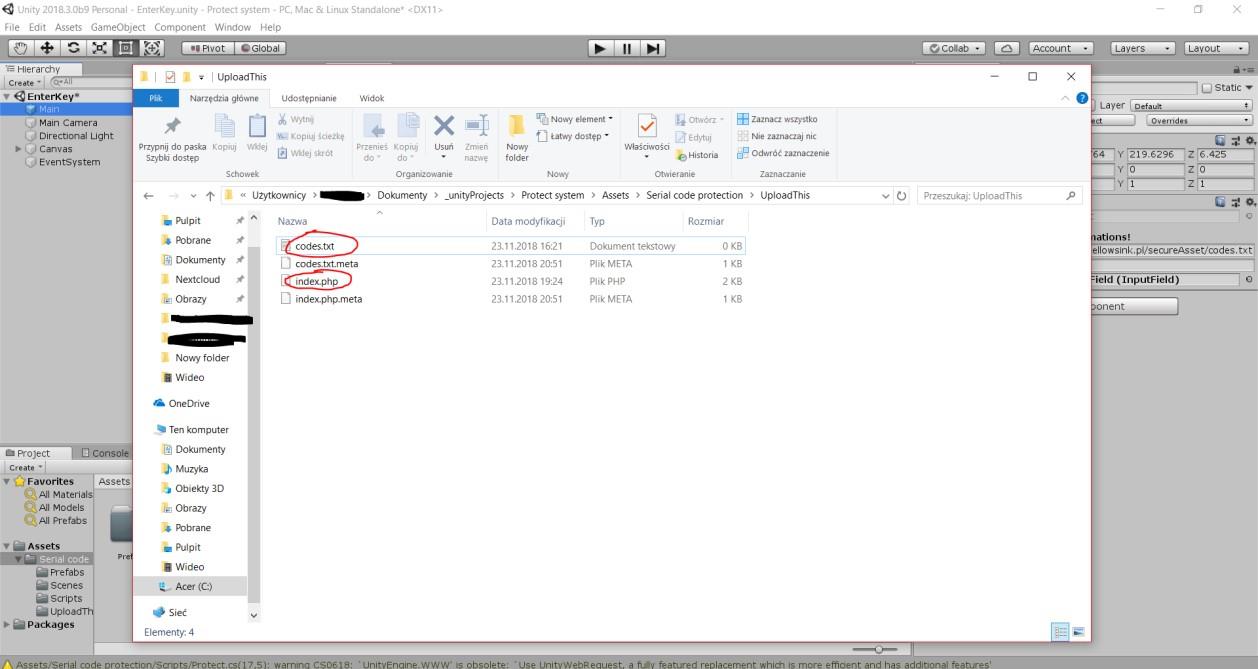 Unity 2018.3.0b9 Personal - EnterKey.unity - Protect system - PC, Mac & Linux Standalone* <DX11>
File Edit Assets GameObject Component Window Help
Pivot Global Collab Account Layers Layout
Hierarchy
Create All
EnterKey*
Main
Main Camera
Directional Light
Canvas
EventSystem
UploadThis
Plik Narzędzia główne Udostępnianie Widok
Przypnij do paska Szybki dostęp
Kopiuj
Wklej
Wytnij
Kopiuj ścieżkę
Wklej skrót
Schowek
Przenieś do
Kopiuj do
Usuń
Zmień nazwę
Organizowanie
Nowy folder
Nowy element
Łatwy dostęp
Nowy
Właściwości
Otwórz
Edytuj
Historia
Otwieranie
Zaznacz wszystko
Nie zaznaczaj nic
Odwróć zaznaczenie
Zaznaczanie
« Użytkownicy > Dokumenty > _unityProjects > Protect system > Assets > Serial code protection > UploadThis
Przeszukaj: UploadThis
Pulpit
Pobrane
Dokumenty
Nextcloud
Obrazy
Nowy folder
Wideo
OneDrive
Ten komputer
Dokumenty
Muzyka
Obiekty 3D
Obrazy
Pobrane
Pulpit
Wideo
Acer (C:)
Sieć
Nazwa Data modyfikacji Typ Rozmiar
codes.txt 23.11.2018 16:21 Dokument tekstowy 0 KB
codes.txt.meta 23.11.2018 20:51 Plik META 1 KB
index.php 23.11.2018 19:24 Plik PHP 2 KB
index.php.meta 23.11.2018 20:51 Plik META 1 KB
Elementy: 4
Static
Layer Default
ect Overrides
64 Y 219.6296 Z 6.425
Y 0 Z 0
Y 1 Z 1
mations!
ellowsink.pl/secureAsset/codes.txt
Field (InputField)
ponent
Project Console
Create
Favorites
All Materials
All Models
All Prefabs
Assets
Serial code
Prefabs
Scenes
Scripts
UploadTh
Packages
Assets
Pref
Assets/Serial code protection/Scripts/Protect.cs(17,5): warning CS0618: `UnityEngine.WWW' is obsolete: `Use UnityWebRequest, a fully featured replacement which is more efficient and has additional features'